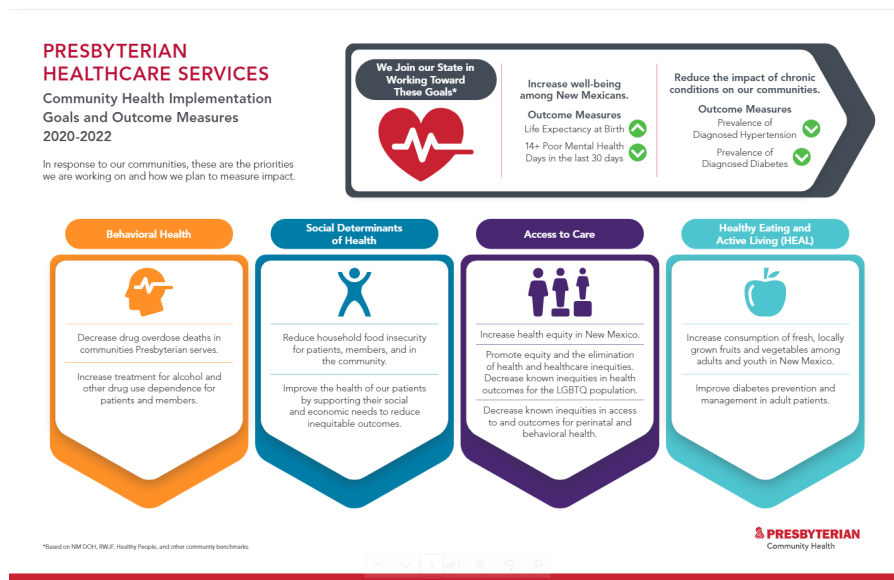 PRESBYTERIAN
HEALTHCARE SERVICES
Community Health Implementation
Goals and Outcome Measures
2020-2022
In response to our communities, these are the priorities
we are working on and how we plan to measure impact.
We Join our State in
Working Toward
These Goals*
Increase well-being
among New Mexicans.
Outcome Measures
Life Expectancy at Birth
14+ Poor Mental Health
Days in the last 30 days
Reduce the impact of chronic
conditions on our communities.
Outcome Measures
Prevalence of
Diagnosed Hypertension
Prevalence of
Diagnosed Diabetes
Behavioral Health
Decrease drug overdose deaths in
communities Presbyterian serves.
Increase treatment for alcohol and
other drug use dependence for
patients and members.
Social Determinants
of Health
Reduce household food insecurity
for patients, members, and in
the community.
Improve the health of our patients
by supporting their social
and economic needs to reduce
inequitable outcomes.
Access to Care
Increase health equity in New Mexico.
Promote equity and the elimination
of health and healthcare inequities.
Decrease known inequities in health
outcomes for the LGBTQ population.
Decrease known inequities in access
to and outcomes for perinatal and
behavioral health.
Healthy Eating and
Active Living (HEAL)
Increase consumption of fresh, locally
grown fruits and vegetables among
adults and youth in New Mexico.
Improve diabetes prevention and
management in adult patients.
*Based on NM DOH, RWJF, Healthy People, and other community benchmarks.
PRESBYTERIAN
Community Health